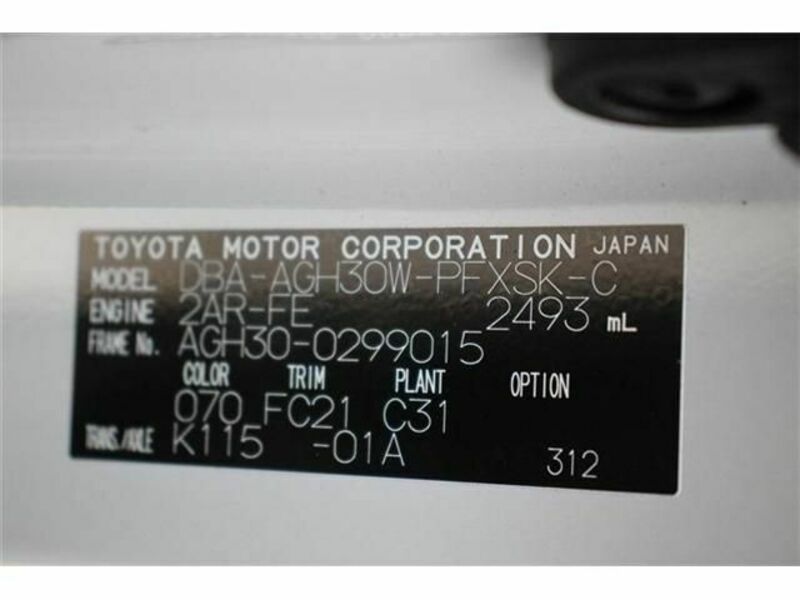 TOYOTA MOTOR CORPORATION JAPAN
MODEL DBA-AGH30W-PFXSK-C
ENGINE 2AR-FE 2493 mL
FRAME No. AGH30-0299015
COLOR TRIM PLANT OPTION
070 FC21 C31
TRANS./AXLE K115 -01A 312